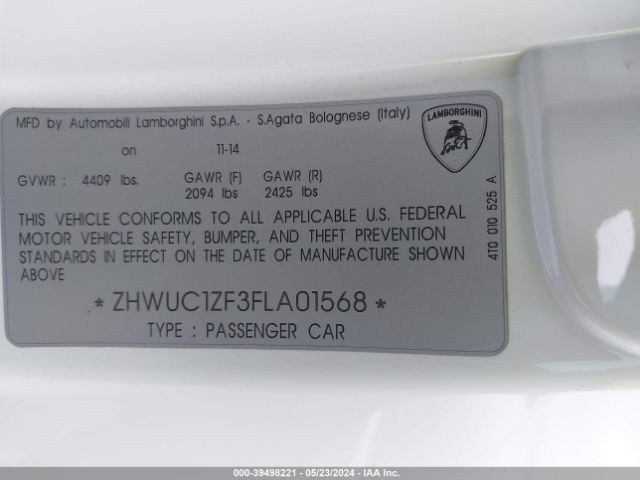 MFD by Automobili Lamborghini S.p.A. - S.Agata Bolognese (Italy)
LAMBORGHINI
on 11-14
GVWR : 4409 lbs. GAWR (F) GAWR (R)
2094 lbs 2425 lbs
THIS VEHICLE CONFORMS TO ALL APPLICABLE U.S. FEDERAL
MOTOR VEHICLE SAFETY, BUMPER, AND THEFT PREVENTION
STANDARDS IN EFFECT ON THE DATE OF MANUFACTURE SHOWN
ABOVE
* ZHWUC1ZF3FLA01568 *
TYPE : PASSENGER CAR
4T0 010 525 A
000-39498221 - 05/23/2024 - IAAI.COM